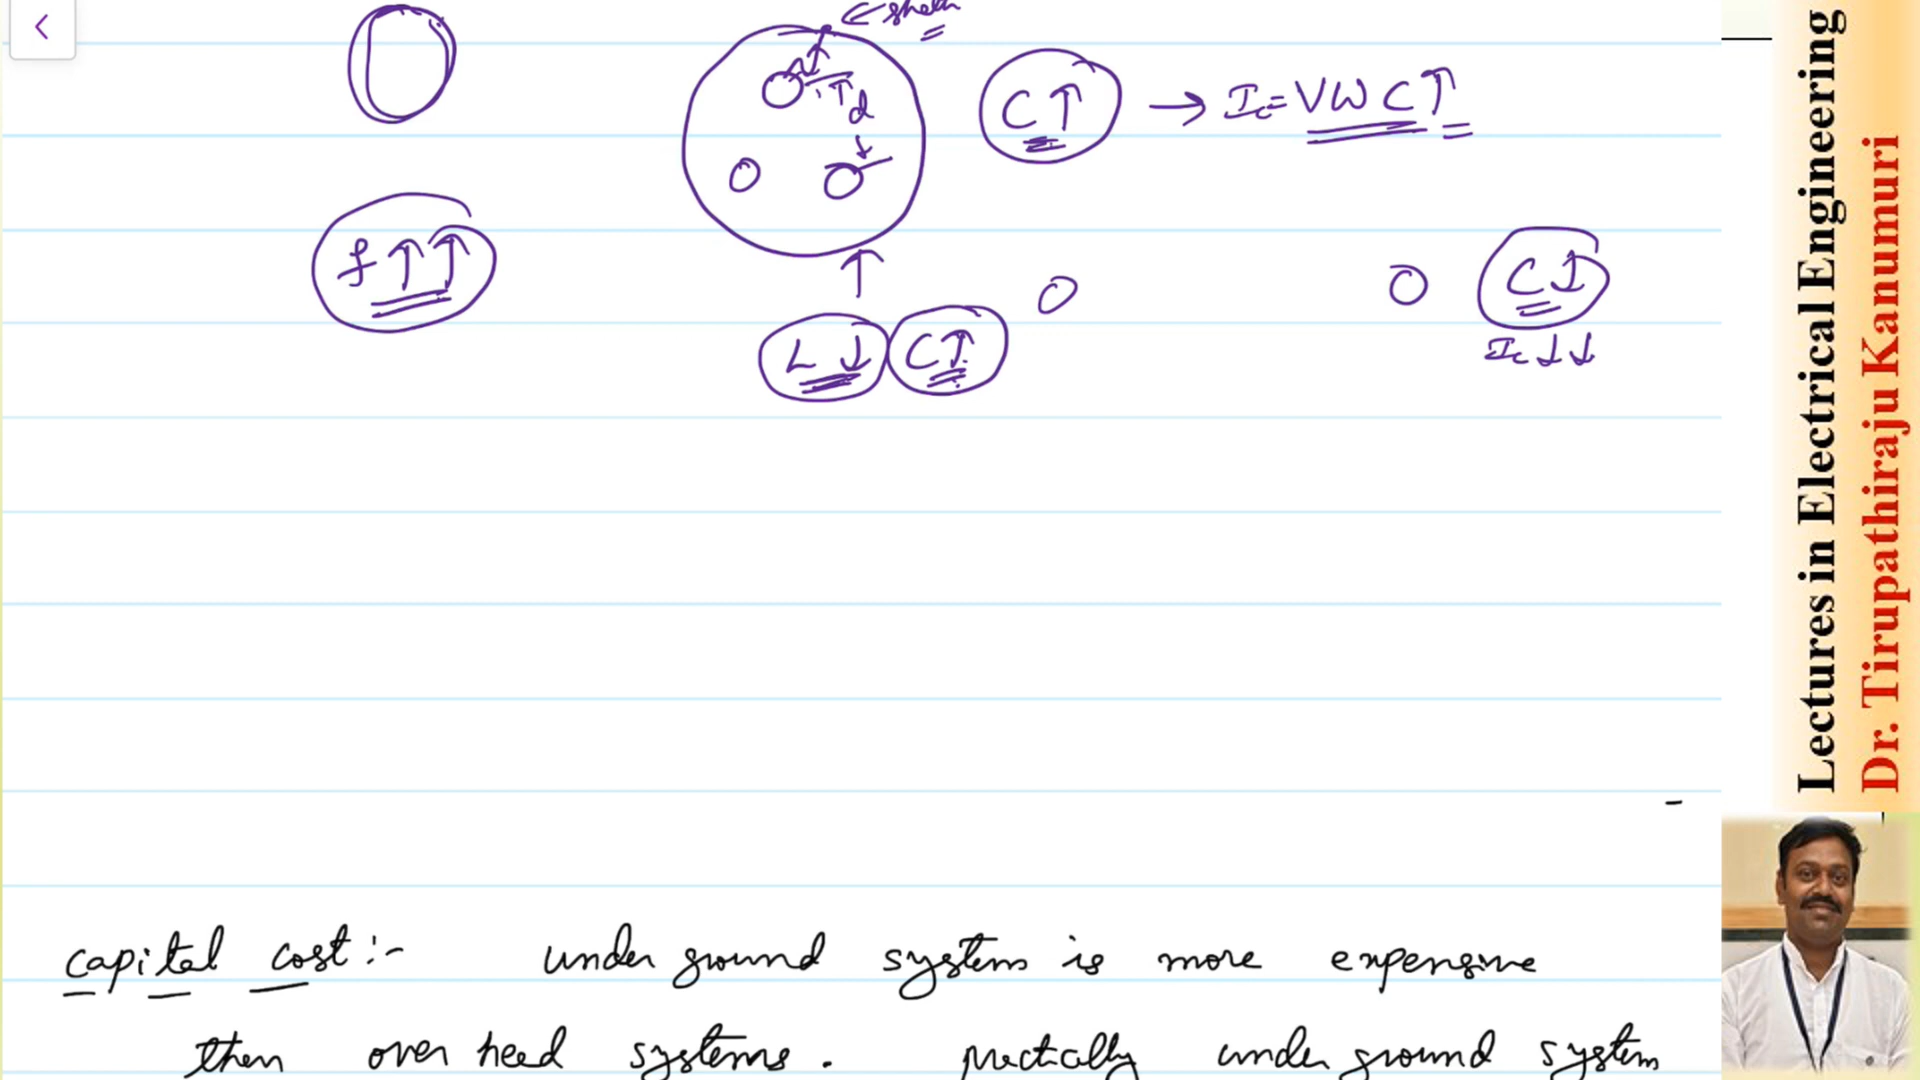 ← sheath
C↑ → Ic = VWC↑
d
f↑↑
C↓
Ic↓↓
L↓ C↑
capital cost :- under ground system is more expensive
then over head systems. practically under ground system
Lectures in Electrical Engineering
Dr. Tirupathiraju Kanumuri